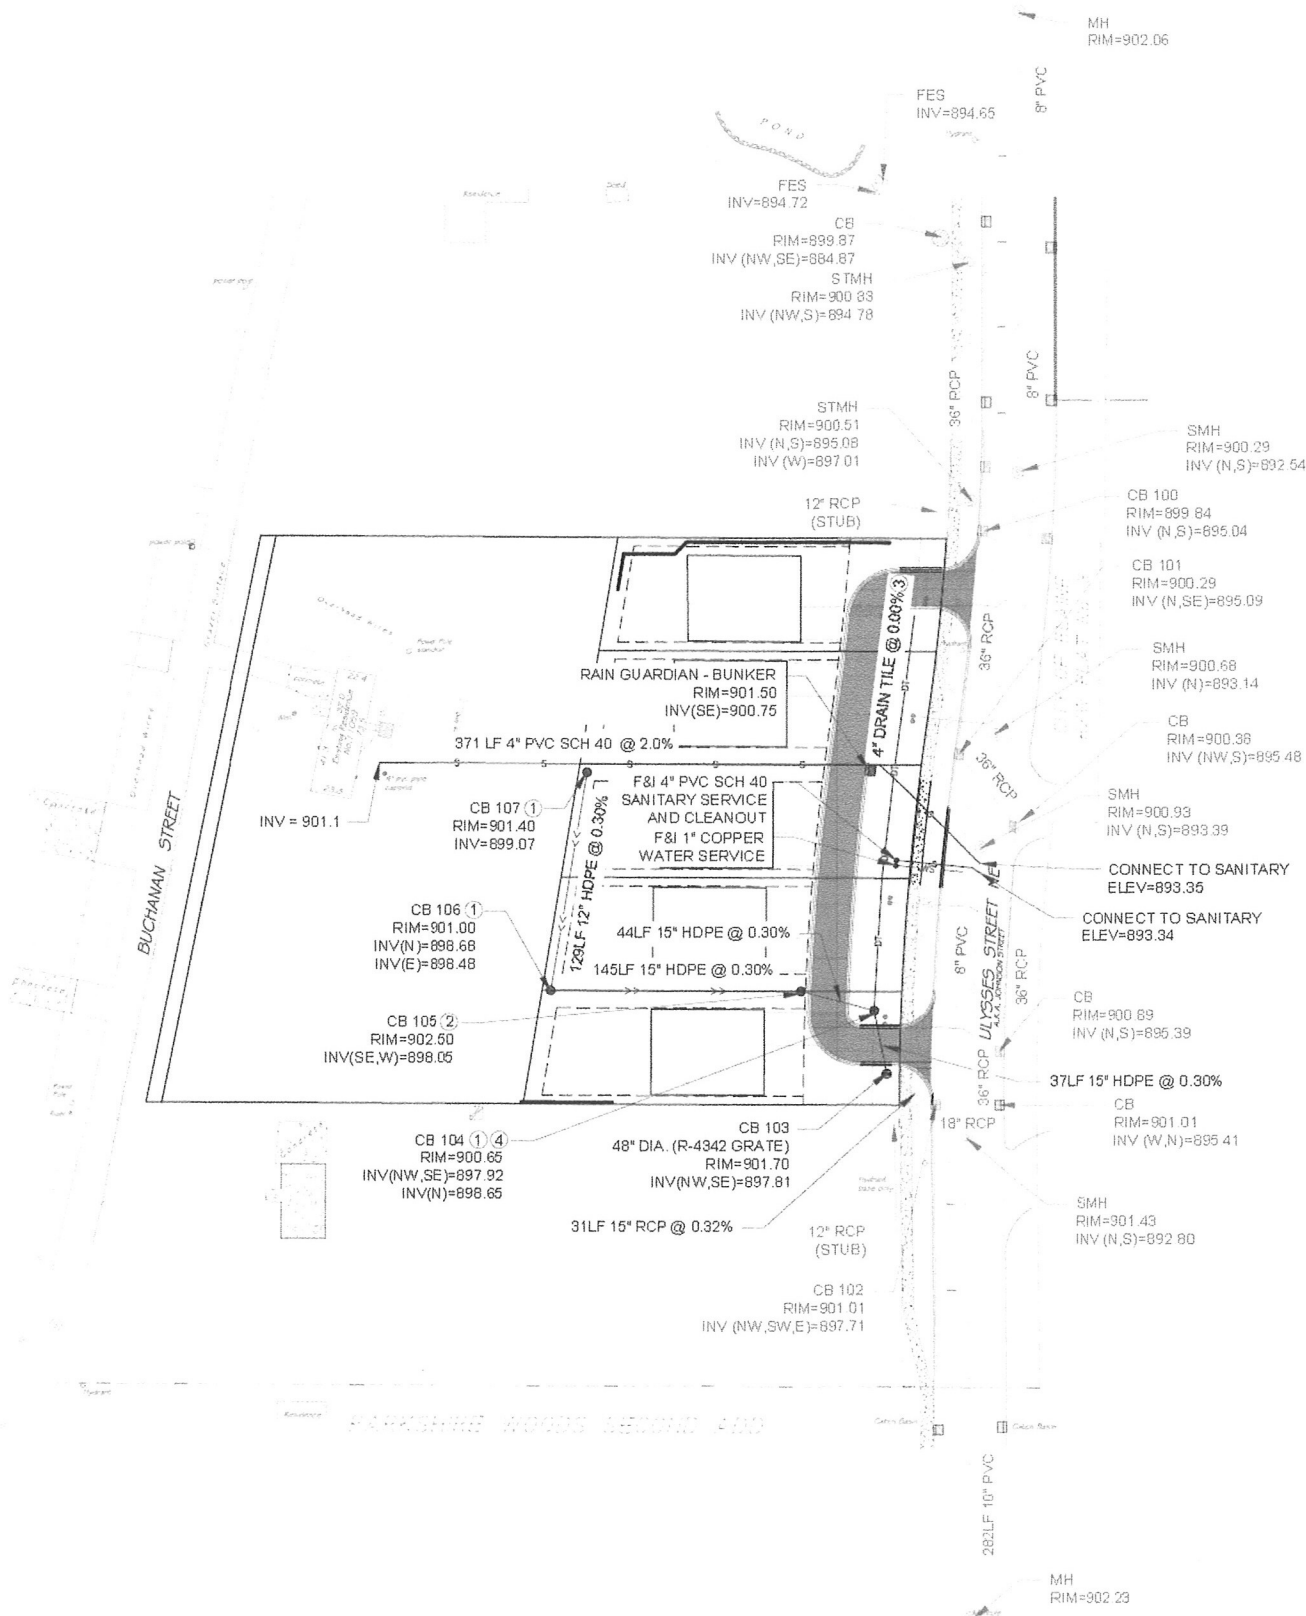 MH
RIM=902.06
8" PVC
FES
INV=894.65
POND
FES
INV=894.72
Residence
Shed
CB
RIM=899.87
INV (NW,SE)=884.87
STMH
RIM=900.33
INV (NW,S)=894.78
36" RCP
8" PVC
STMH
RIM=900.51
INV (N,S)=895.08
INV (W)=897.01
SMH
RIM=900.29
INV (N,S)=892.54
12" RCP
(STUB)
CB 100
RIM=899.84
INV (N,S)=895.04
CB 101
RIM=900.29
INV (N,SE)=895.09
36" RCP
4" DRAIN TILE @ 0.00% 3
SMH
RIM=900.68
INV (N)=893.14
RAIN GUARDIAN - BUNKER
RIM=901.50
INV(SE)=900.75
CB
RIM=900.36
INV (NW,S)=895.48
36" RCP
371 LF 4" PVC SCH 40 @ 2.0%
F&I 4" PVC SCH 40
SANITARY SERVICE
AND CLEANOUT
F&I 1" COPPER
WATER SERVICE
SMH
RIM=900.93
INV (N,S)=893.39
INV = 901.1
CB 107 1
RIM=901.40
INV=899.07
129LF 12" HDPE @ 0.30%
BUCHANAN STREET
CONNECT TO SANITARY
ELEV=893.35
CONNECT TO SANITARY
ELEV=893.34
CB 106 1
RIM=901.00
INV(N)=898.68
INV(E)=898.48
44LF 15" HDPE @ 0.30%
145LF 15" HDPE @ 0.30%
8" PVC
ULYSSES STREET NE
A.K.A. JOHNSON STREET
36" RCP
CB
RIM=900.89
INV (N,S)=895.39
CB 105 2
RIM=902.50
INV(SE,W)=898.05
36" RCP
37LF 15" HDPE @ 0.30%
CB
RIM=901.01
INV (W,N)=895.41
18" RCP
CB 104 1 4
RIM=900.65
INV(NW,SE)=897.92
INV(N)=898.65
CB 103
48" DIA. (R-4342 GRATE)
RIM=901.70
INV(NW,SE)=897.81
31LF 15" RCP @ 0.32%
12" RCP
(STUB)
SMH
RIM=901.43
INV (N,S)=892.80
CB 102
RIM=901.01
INV (NW,SW,E)=897.71
Residence
Catch Basin
Catch Basin
282LF 10" PVC
MH
RIM=902.23